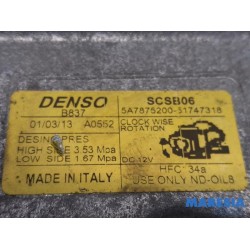 DENSO
B837
01/03/13 A0552
DESING PRES
HIGH SIDE 3.53 Mpa
LOW SIDE 1.67 Mpa
MADE IN ITALY
SCSB06
5A7875200-51747318
CLOCK WISE
ROTATION
DC 12V
HFC: 34a
USE ONLY ND-OIL8